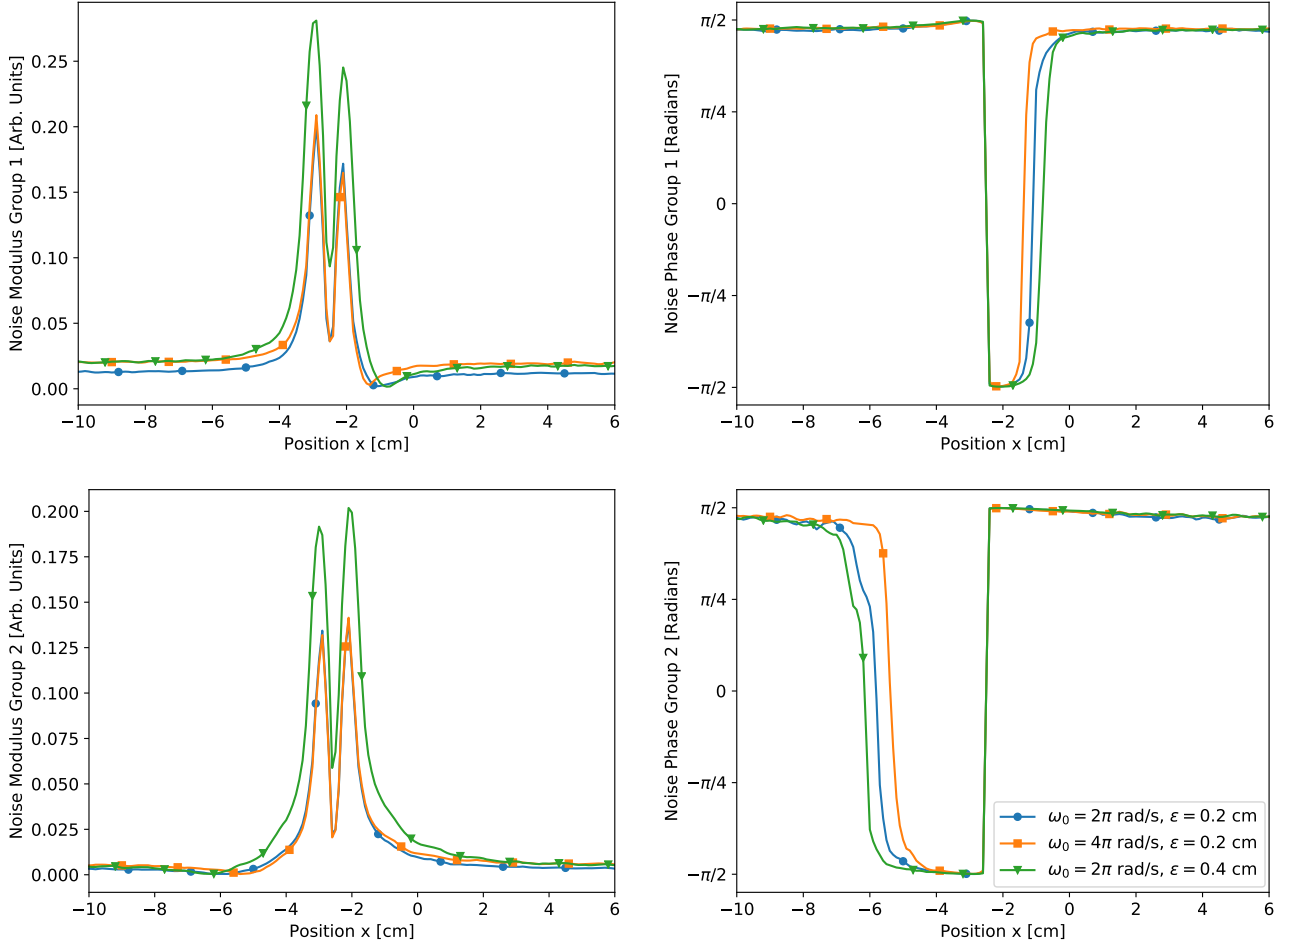 Noise Modulus Group 1 [Arb. Units]
0.25
0.20
0.15
0.10
0.05
0.00
−10 −8 −6 −4 −2 0 2 4 6
Position x [cm]
Noise Phase Group 1 [Radians]
π/2
π/4
0
−π/4
−π/2
−10 −8 −6 −4 −2 0 2 4 6
Position x [cm]
Noise Modulus Group 2 [Arb. Units]
0.200
0.175
0.150
0.125
0.100
0.075
0.050
0.025
0.000
−10 −8 −6 −4 −2 0 2 4 6
Position x [cm]
Noise Phase Group 2 [Radians]
π/2
π/4
0
−π/4
−π/2
−10 −8 −6 −4 −2 0 2 4 6
Position x [cm]
ω₀ = 2π rad/s, ε = 0.2 cm
ω₀ = 4π rad/s, ε = 0.2 cm
ω₀ = 2π rad/s, ε = 0.4 cm